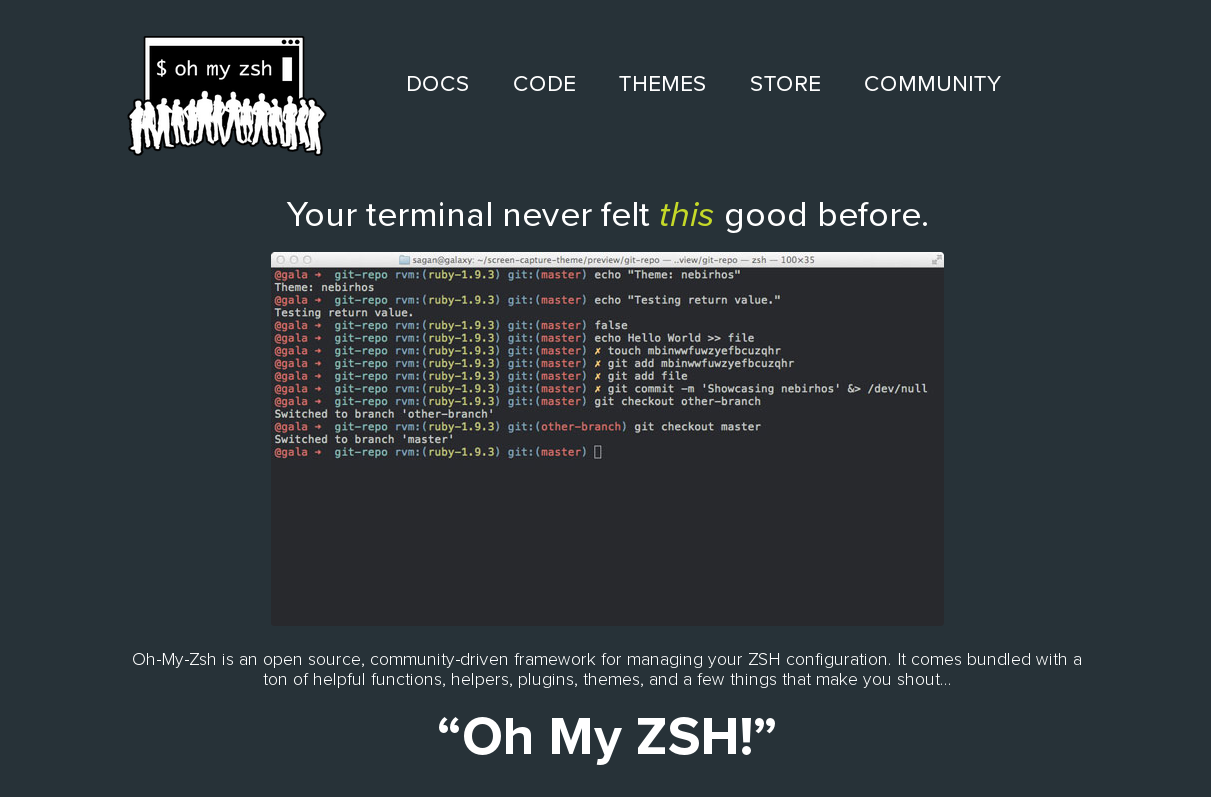 $ oh my zsh
DOCS CODE THEMES STORE COMMUNITY
Your terminal never felt this good before.
sagan@galaxy: ~/screen-capture-theme/preview/git-repo — ..view/git-repo — zsh — 100×35
@gala ➜ git-repo rvm:(ruby-1.9.3) git:(master) echo "Theme: nebirhos"
Theme: nebirhos
@gala ➜ git-repo rvm:(ruby-1.9.3) git:(master) echo "Testing return value."
Testing return value.
@gala ➜ git-repo rvm:(ruby-1.9.3) git:(master) false
@gala ➜ git-repo rvm:(ruby-1.9.3) git:(master) echo Hello World >> file
@gala ➜ git-repo rvm:(ruby-1.9.3) git:(master) ✗ touch mbinwwfuwzyefbcuzqhr
@gala ➜ git-repo rvm:(ruby-1.9.3) git:(master) ✗ git add mbinwwfuwzyefbcuzqhr
@gala ➜ git-repo rvm:(ruby-1.9.3) git:(master) ✗ git add file
@gala ➜ git-repo rvm:(ruby-1.9.3) git:(master) ✗ git commit -m 'Showcasing nebirhos' &> /dev/null
@gala ➜ git-repo rvm:(ruby-1.9.3) git:(master) git checkout other-branch
Switched to branch 'other-branch'
@gala ➜ git-repo rvm:(ruby-1.9.3) git:(other-branch) git checkout master
Switched to branch 'master'
@gala ➜ git-repo rvm:(ruby-1.9.3) git:(master)
Oh-My-Zsh is an open source, community-driven framework for managing your ZSH configuration. It comes bundled with a
ton of helpful functions, helpers, plugins, themes, and a few things that make you shout...
“Oh My ZSH!”